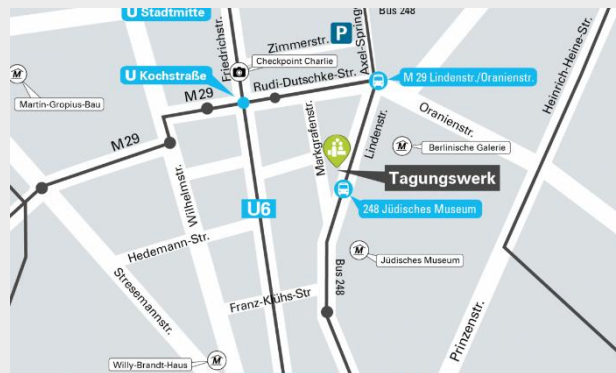 U Stadtmitte
Friedrichstr.
Zimmerstr.
P
Axel-Spring
Bus 248
Checkpoint Charlie
U Kochstraße
Rudi-Dutschke-Str.
M 29 Lindenstr./Oranienstr.
Heinrich-Heine-Str.
Martin-Gropius-Bau
M29
M29
Markgrafenstr.
Lindenstr.
Oranienstr.
Berlinische Galerie
Tagungswerk
Wilhelmstr.
U6
248 Jüdisches Museum
Hedemann-Str.
Bus 248
Jüdisches Museum
Stresemannstr.
Franz-Klühs-Str
Prinzenstr.
Willy-Brandt-Haus